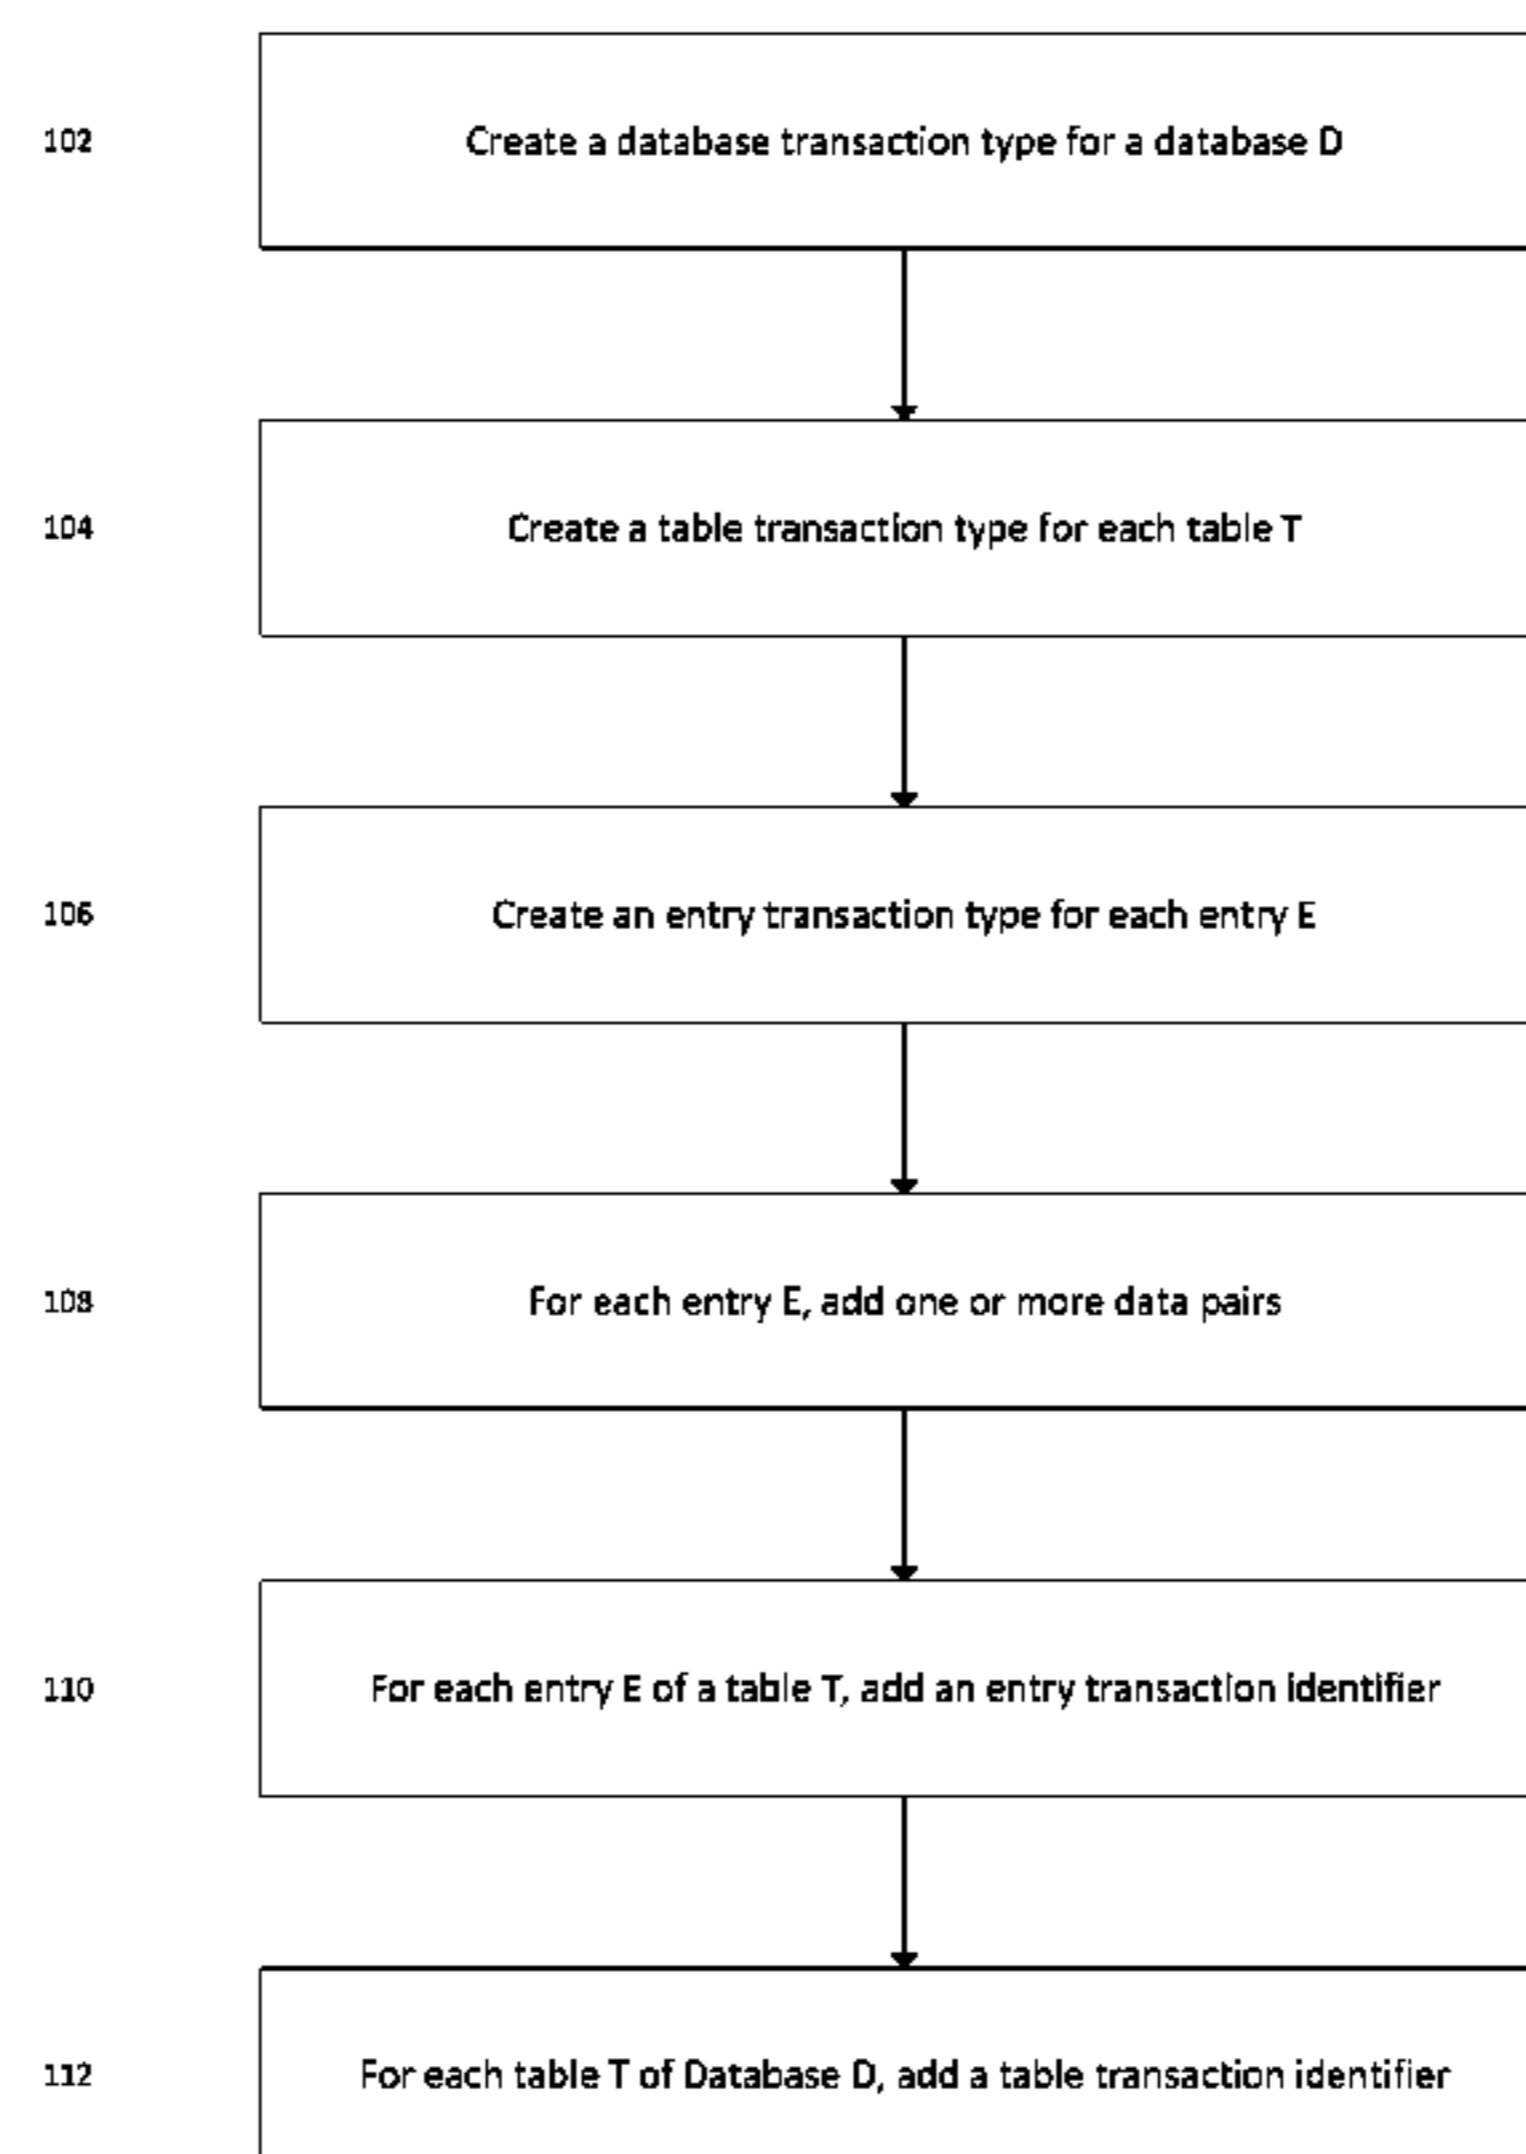 102
Create a database transaction type for a database D
104
Create a table transaction type for each table T
106
Create an entry transaction type for each entry E
108
For each entry E, add one or more data pairs
110
For each entry E of a table T, add an entry transaction identifier
112
For each table T of Database D, add a table transaction identifier